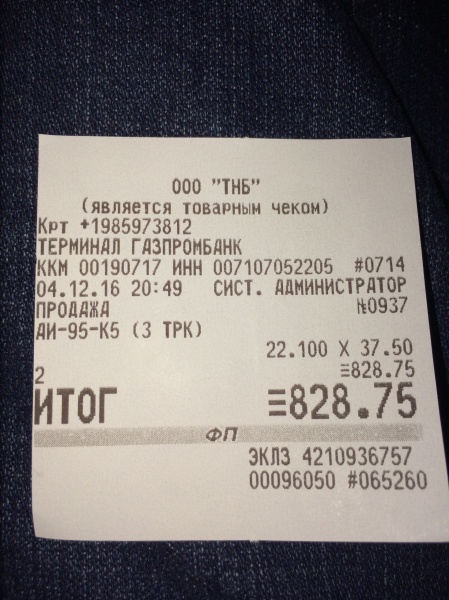 ООО "ТНБ"
(является товарным чеком)
Крт +1985973812
ТЕРМИНАЛ ГАЗПРОМБАНК
ККМ 00190717 ИНН 007107052205 #0714
04.12.16 20:49 СИСТ. АДМИНИСТРАТОР
ПРОДАЖА №0937
АИ-95-К5 (3 ТРК)
22.100 X 37.50
2 ≡828.75
ИТОГ ≡828.75
ФП
ЭКЛЗ 4210936757
00096050 #065260